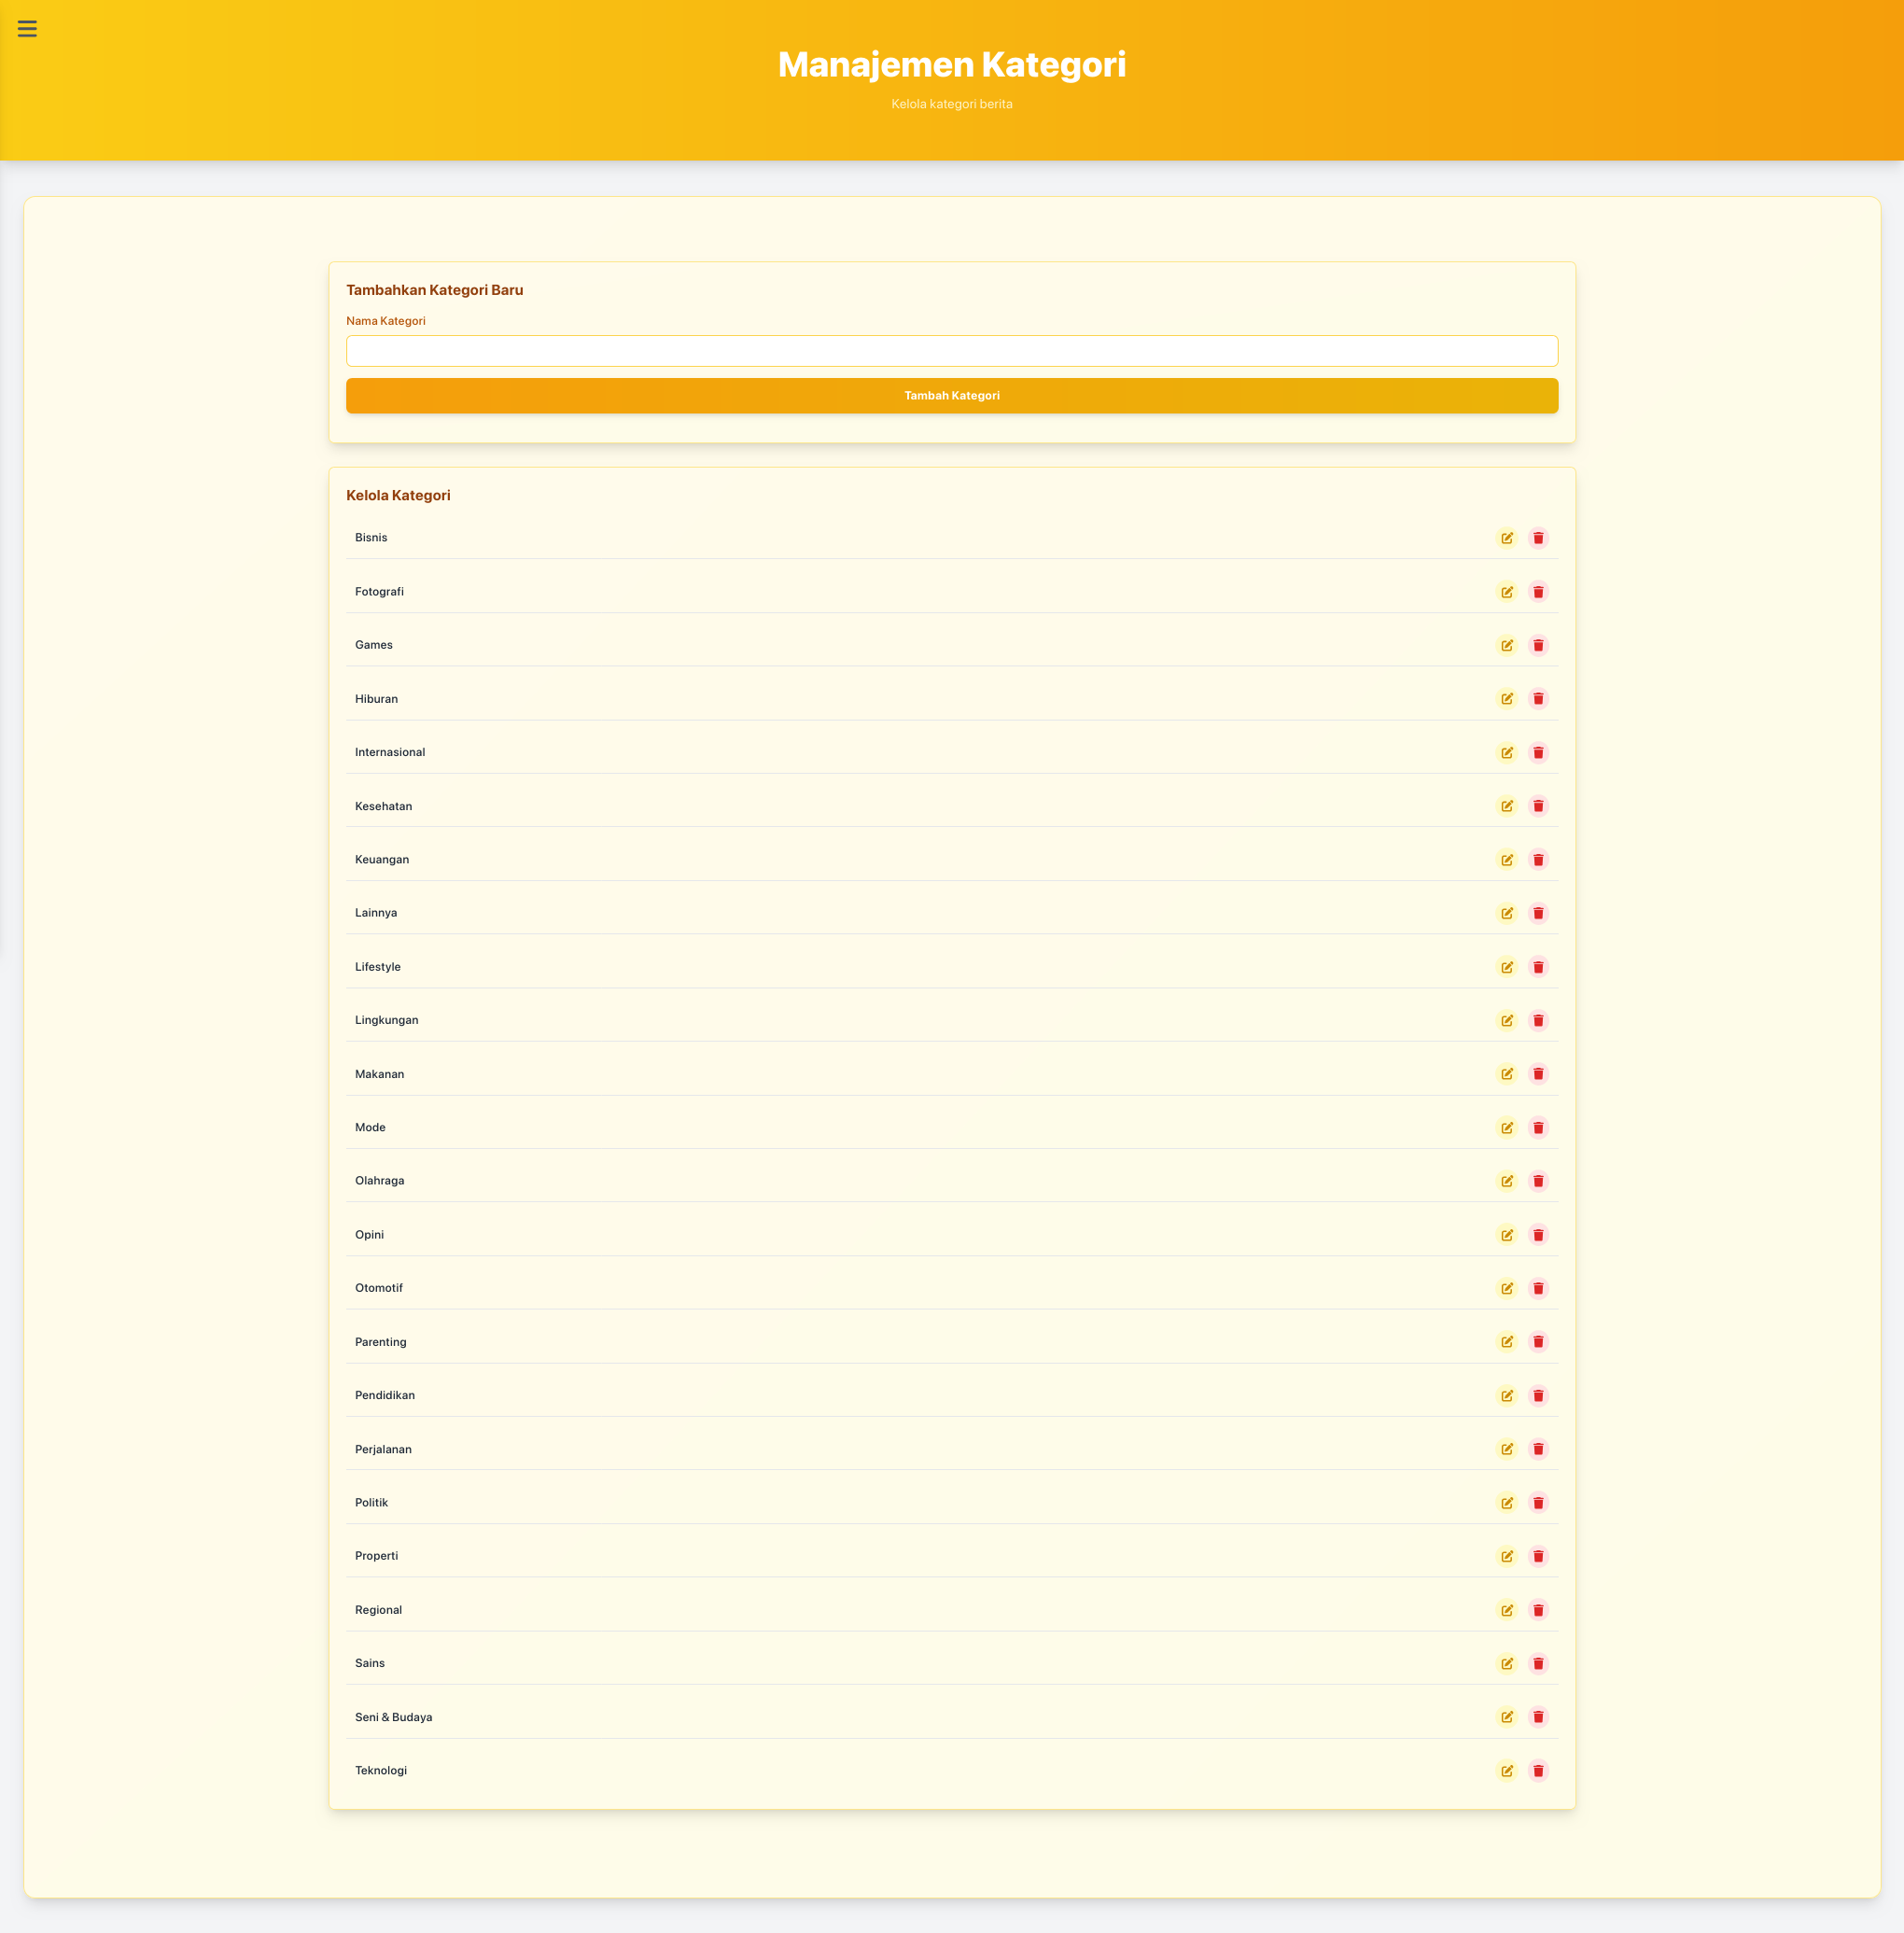 Manajemen Kategori
Kelola kategori berita
Tambahkan Kategori Baru
Nama Kategori
Tambah Kategori
Kelola Kategori
Bisnis
Fotografi
Games
Hiburan
Internasional
Kesehatan
Keuangan
Lainnya
Lifestyle
Lingkungan
Makanan
Mode
Olahraga
Opini
Otomotif
Parenting
Pendidikan
Perjalanan
Politik
Properti
Regional
Sains
Seni & Budaya
Teknologi